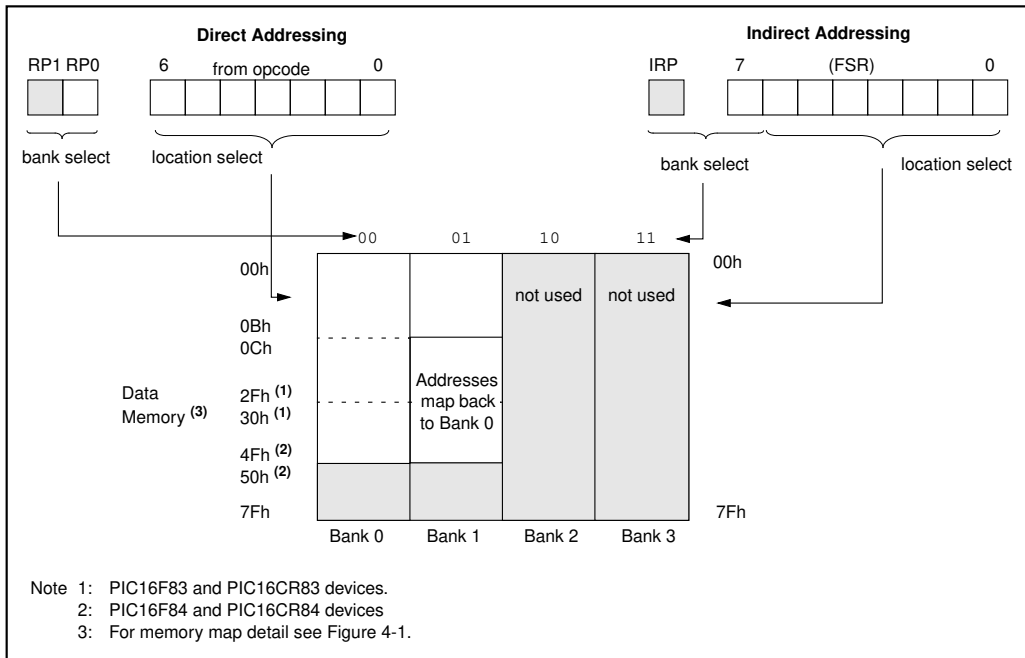 Direct Addressing
Indirect Addressing
RP1 RP0
6 from opcode 0
IRP
7 (FSR) 0
bank select
location select
bank select
location select
00 01 10 11
00h
00h
not used
not used
0Bh
0Ch
Addresses
map back
to Bank 0
Data
Memory (3)
2Fh (1)
30h (1)
4Fh (2)
50h (2)
7Fh
7Fh
Bank 0 Bank 1 Bank 2 Bank 3
Note 1: PIC16F83 and PIC16CR83 devices.
2: PIC16F84 and PIC16CR84 devices
3: For memory map detail see Figure 4-1.